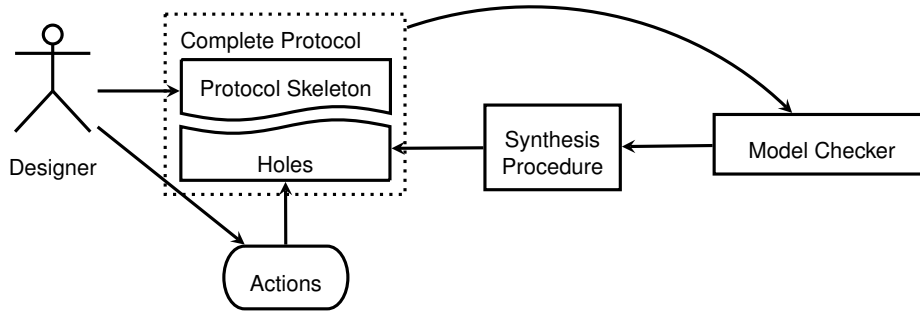 Complete Protocol
Protocol Skeleton
Holes
Designer
Synthesis
Procedure
Model Checker
Actions